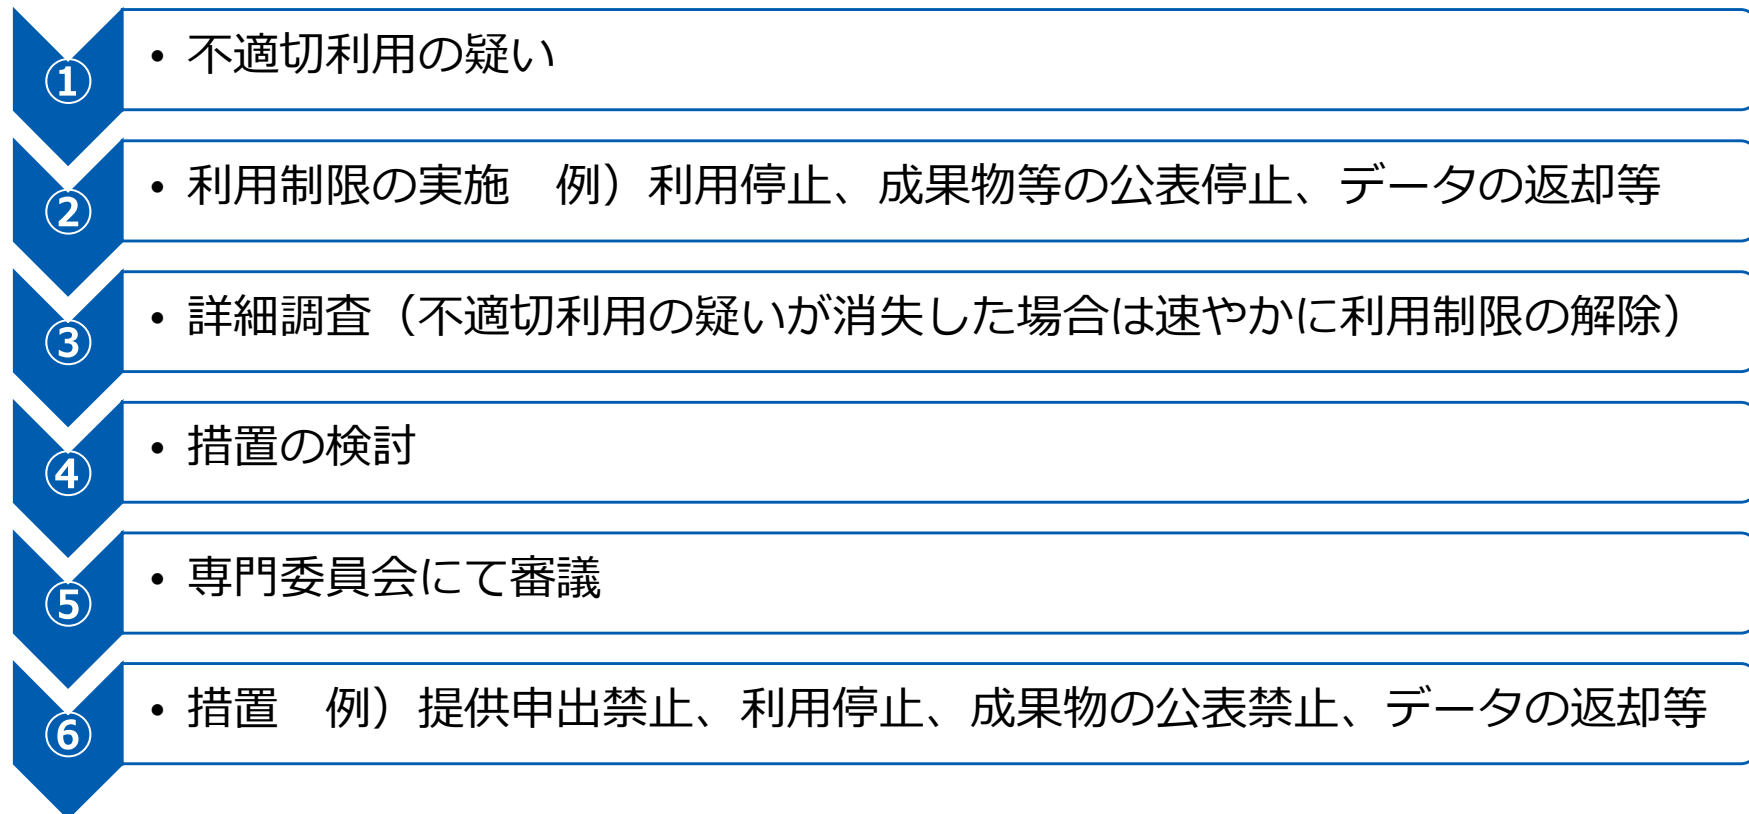 ①
• 不適切利用の疑い
②
• 利用制限の実施　例）利用停止、成果物等の公表停止、データの返却等
③
• 詳細調査（不適切利用の疑いが消失した場合は速やかに利用制限の解除）
④
• 措置の検討
⑤
• 専門委員会にて審議
⑥
• 措置　例）提供申出禁止、利用停止、成果物の公表禁止、データの返却等